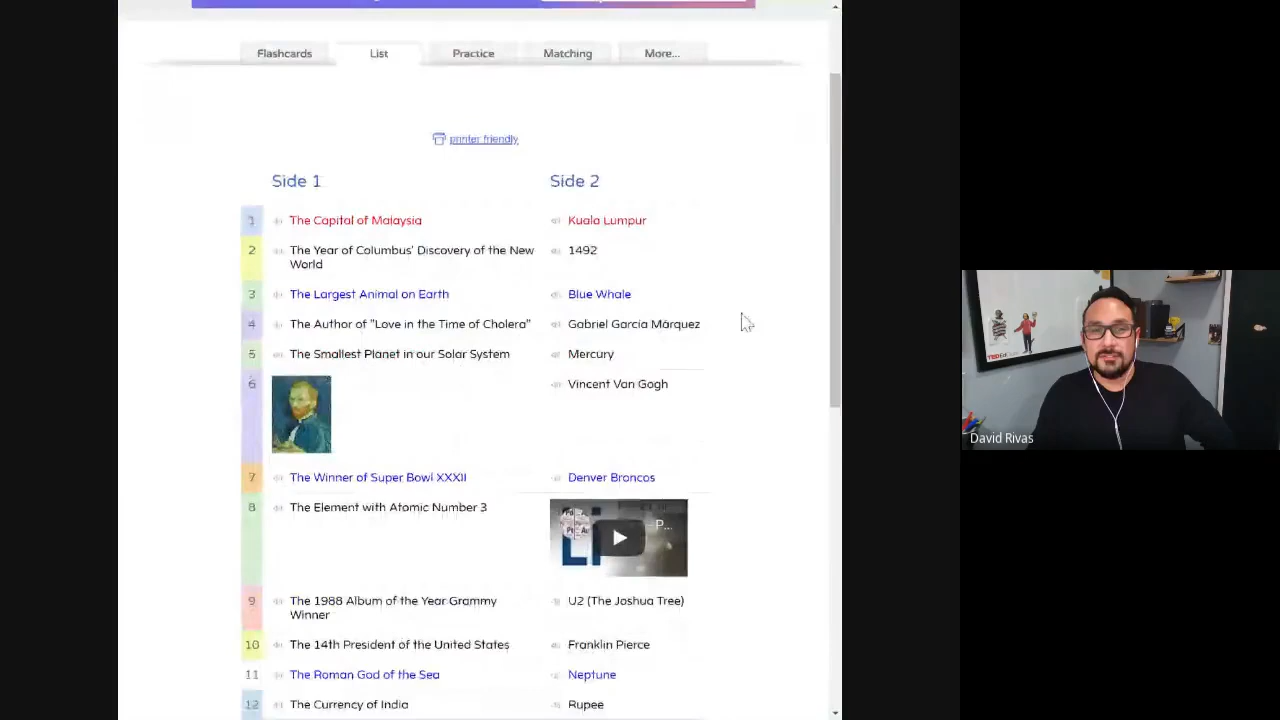 Flashcards
List
Practice
Matching
More...
printer friendly
Side 1
Side 2
1 The Capitol of Malaysia Kuala Lumpur
2 The Year of Columbus' Discovery of the New 1492
World
3 The Largest Animal on Earth Blue Whale
4 The Author of "Love in the Time of Cholera" Gabriel Garcia Márquez
5 The Smallest Planet in our Solar System Mercury
6 Vincent Van Gogh
7 The Winner of Super Bowl XXXII Denver Broncos
8 The Element with Atomic Number 3
P...
Li
9 The 1988 Album of the Year Grammy U2 (The Joshua Tree)
Winner
10 The 14th President of the United States Franklin Pierce
11 The Roman God of the Sea Neptune
12 The Currency of India Rupee
TEDEd
David Rivas